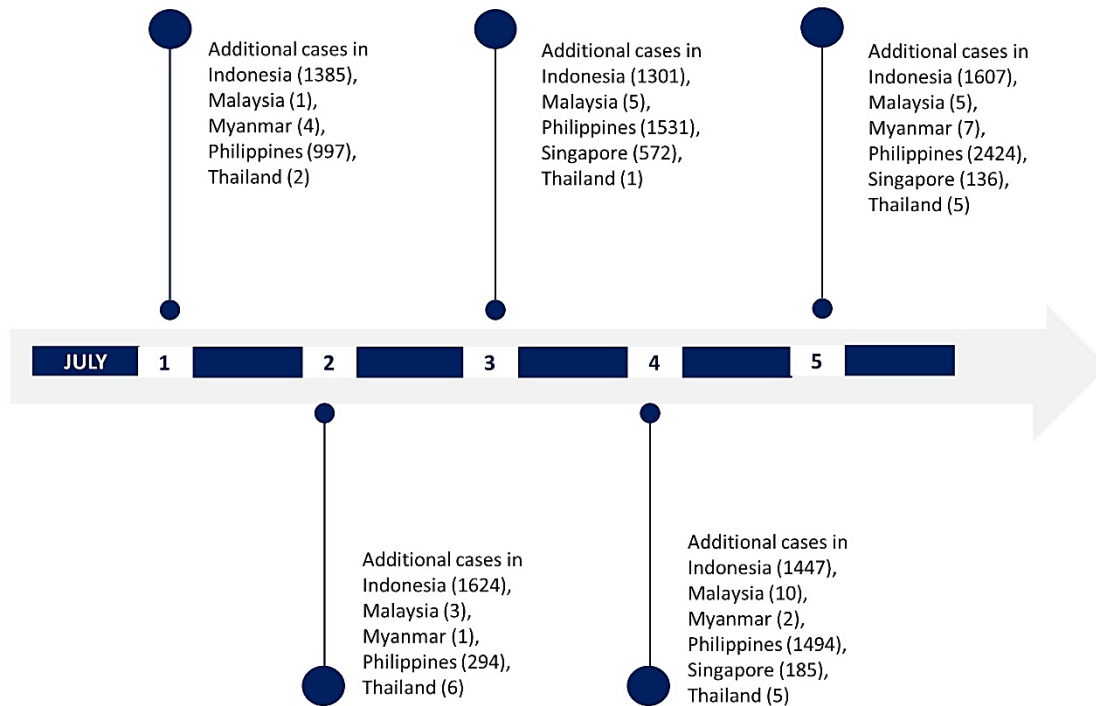 Additional cases in
Indonesia (1385),
Malaysia (1),
Myanmar (4),
Philippines (997),
Thailand (2)
Additional cases in
Indonesia (1301),
Malaysia (5),
Philippines (1531),
Singapore (572),
Thailand (1)
Additional cases in
Indonesia (1607),
Malaysia (5),
Myanmar (7),
Philippines (2424),
Singapore (136),
Thailand (5)
JULY 1 2 3 4 5
Additional cases in
Indonesia (1624),
Malaysia (3),
Myanmar (1),
Philippines (294),
Thailand (6)
Additional cases in
Indonesia (1447),
Malaysia (10),
Myanmar (2),
Philippines (1494),
Singapore (185),
Thailand (5)